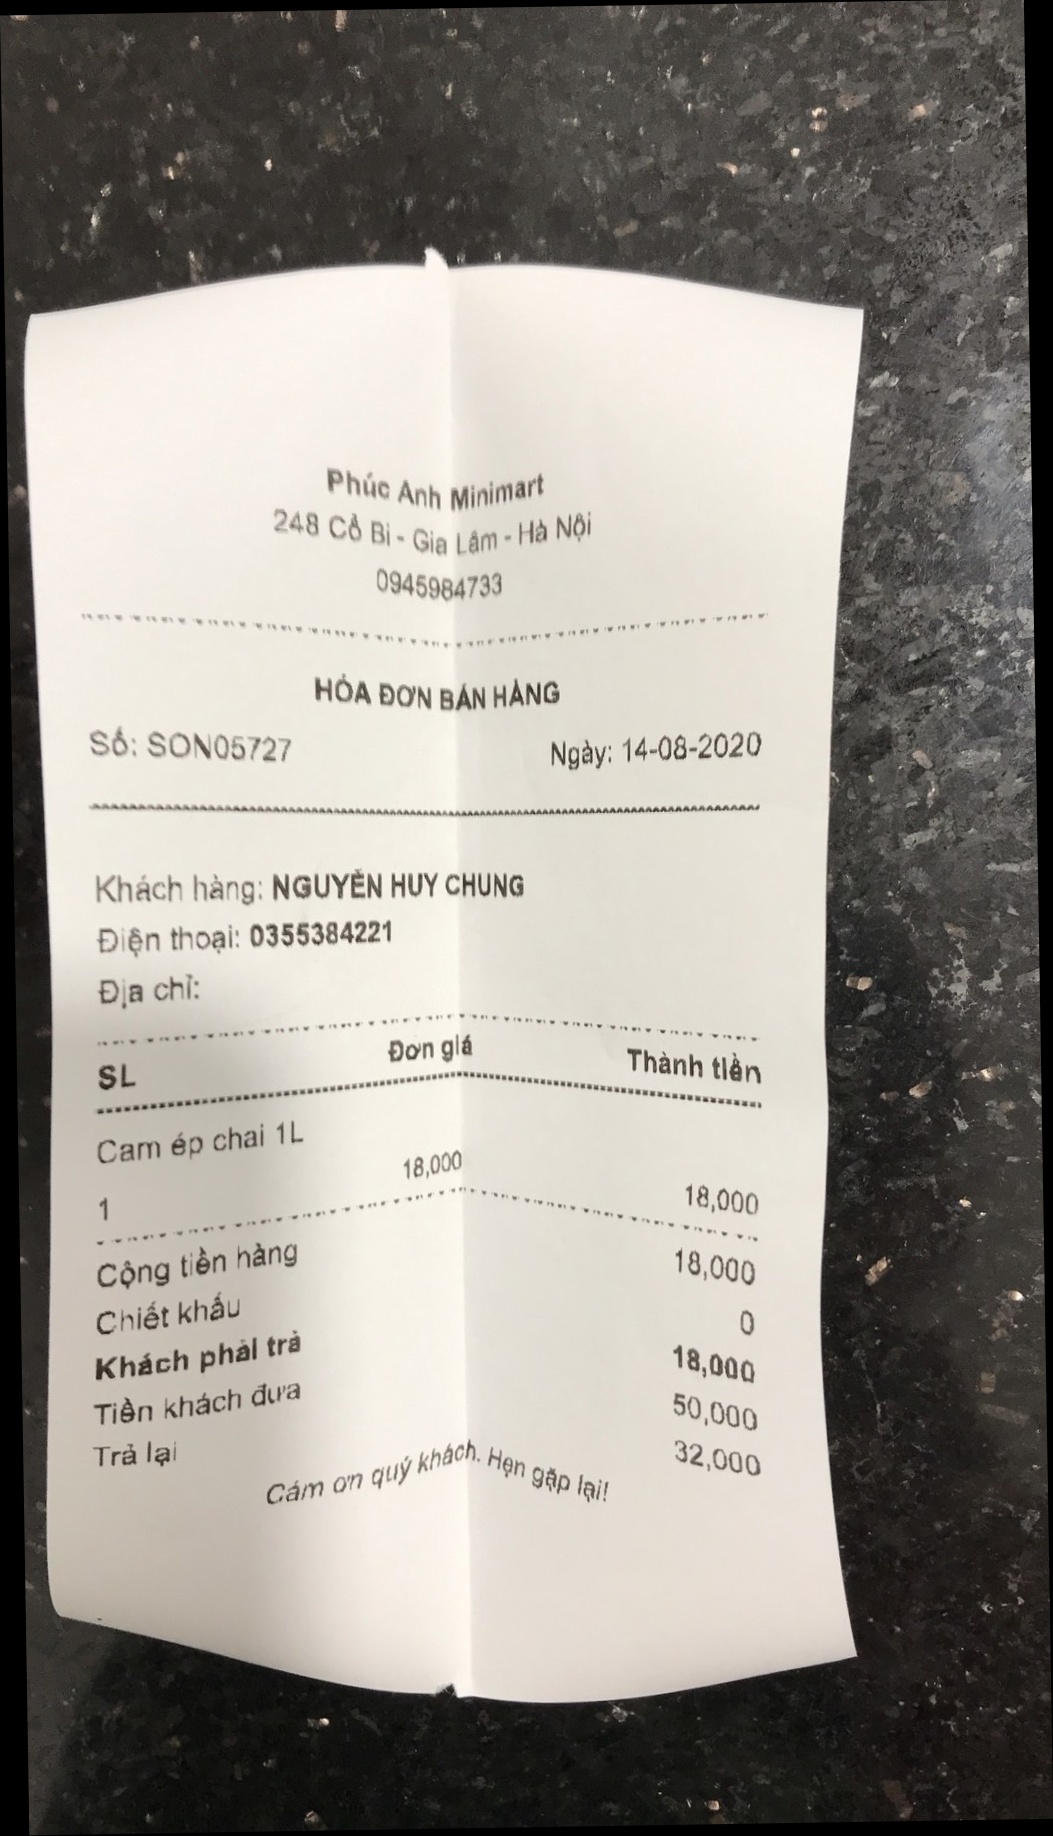 Phúc Anh Minimart
248 Cổ Bi - Gia Lâm - Hà Nội
0945984733
HÓA ĐƠN BÁN HÀNG
Số: SON05727 Ngày: 14-08-2020
Khách hàng: NGUYỄN HUY CHUNG
Điện thoại: 0355384221
Địa chỉ:
SL Đơn giá Thành tiền
Cam ép chai 1L
1 18,000 18,000
Cộng tiền hàng 18,000
Chiết khấu 0
Khách phải trả 18,000
Tiền khách đưa 50,000
Trả lại 32,000
Cám ơn quý khách. Hẹn gặp lại!